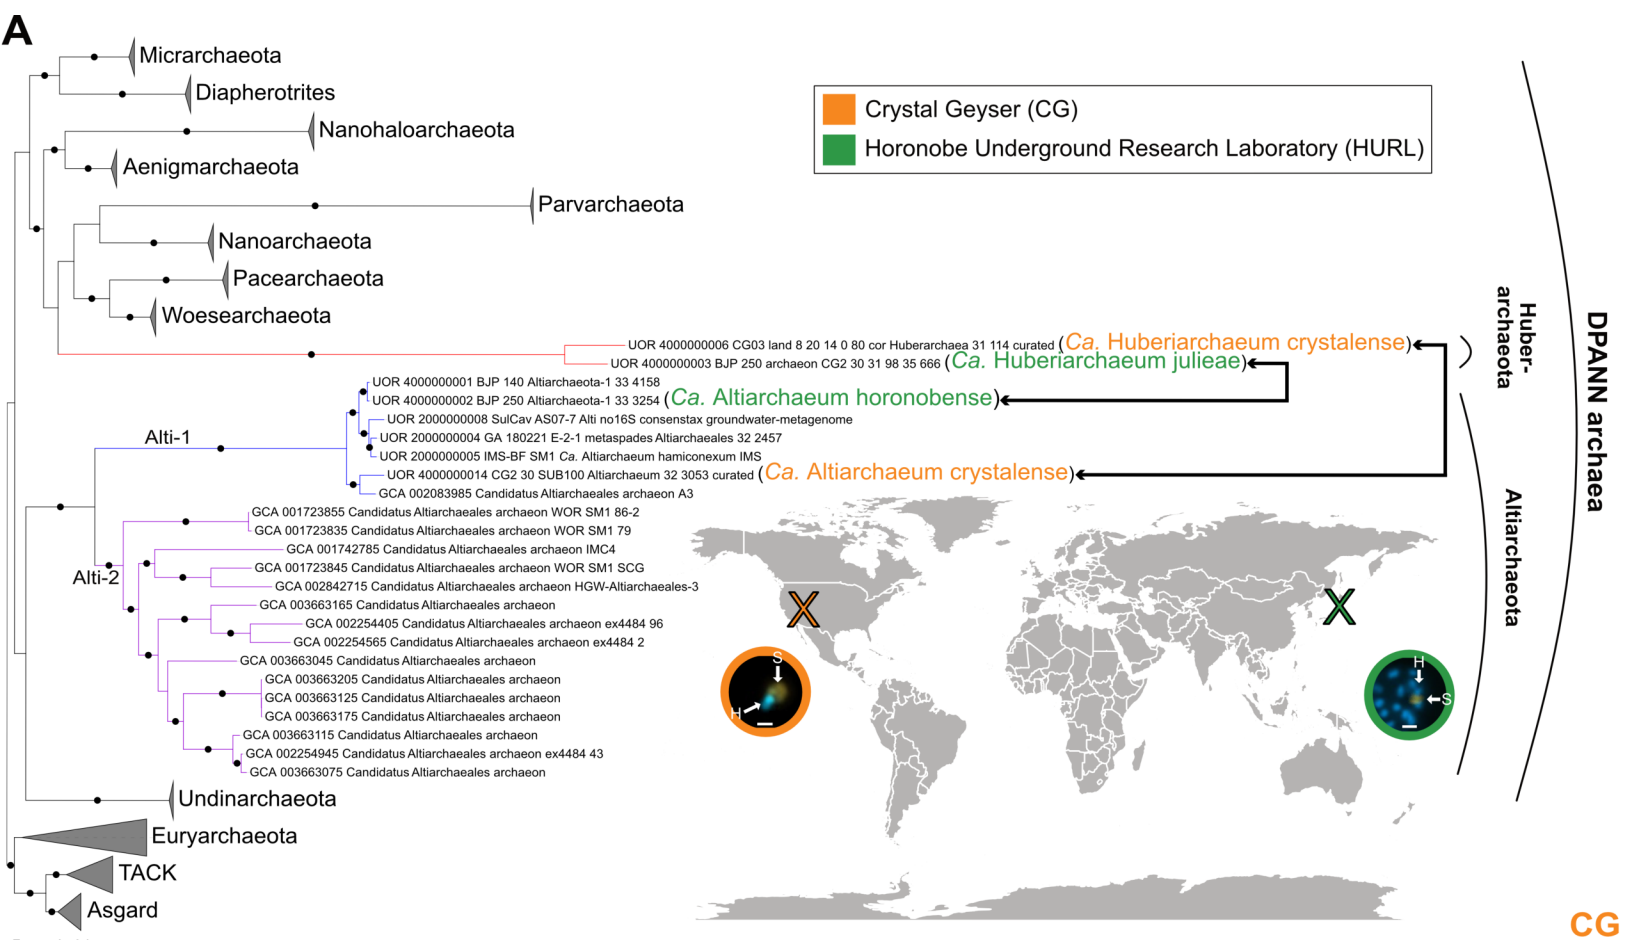 A
Micrarchaeota
Diapherotrites
Nanohaloarchaeota
Aenigmarchaeota
Parvarchaeota
Nanoarchaeota
Pacearchaeota
Woesearchaeota
Crystal Geyser (CG)
Horonobe Underground Research Laboratory (HURL)
UOR 4000000006 CG03 land 8 20 14 0 80 cor Huberarchaea 31 114 curated (Ca. Huberiarchaeum crystalense)
UOR 4000000003 BJP 250 archaeon CG2 30 31 98 35 666 (Ca. Huberiarchaeum julieae)
UOR 4000000001 BJP 140 Altiarchaeota-1 33 4158
UOR 4000000002 BJP 250 Altiarchaeota-1 33 3254 (Ca. Altiarchaeum horonobense)
UOR 2000000008 SulCav AS07-7 Alti no16S consenstax groundwater-metagenome
Alti-1
UOR 2000000004 GA 180221 E-2-1 metaspades Altiarchaeales 32 2457
UOR 2000000005 IMS-BF SM1 Ca. Altiarchaeum hamiconexum IMS
UOR 4000000014 CG2 30 SUB100 Altiarchaeum 32 3053 curated (Ca. Altiarchaeum crystalense)
GCA 002083985 Candidatus Altiarchaeales archaeon A3
GCA 001723855 Candidatus Altiarchaeales archaeon WOR SM1 86-2
GCA 001723835 Candidatus Altiarchaeales archaeon WOR SM1 79
GCA 001742785 Candidatus Altiarchaeales archaeon IMC4
GCA 001723845 Candidatus Altiarchaeales archaeon WOR SM1 SCG
Alti-2
GCA 002842715 Candidatus Altiarchaeales archaeon HGW-Altiarchaeales-3
GCA 003663165 Candidatus Altiarchaeales archaeon
GCA 002254405 Candidatus Altiarchaeales archaeon ex4484 96
GCA 002254565 Candidatus Altiarchaeales archaeon ex4484 2
GCA 003663045 Candidatus Altiarchaeales archaeon
GCA 003663205 Candidatus Altiarchaeales archaeon
GCA 003663125 Candidatus Altiarchaeales archaeon
GCA 003663175 Candidatus Altiarchaeales archaeon
GCA 003663115 Candidatus Altiarchaeales archaeon
GCA 002254945 Candidatus Altiarchaeales archaeon ex4484 43
GCA 003663075 Candidatus Altiarchaeales archaeon
Undinarchaeota
Euryarchaeota
TACK
Asgard
X
X
S
H
H
S
Huber-
archaeota
Altiarchaeota
DPANN archaea
CG